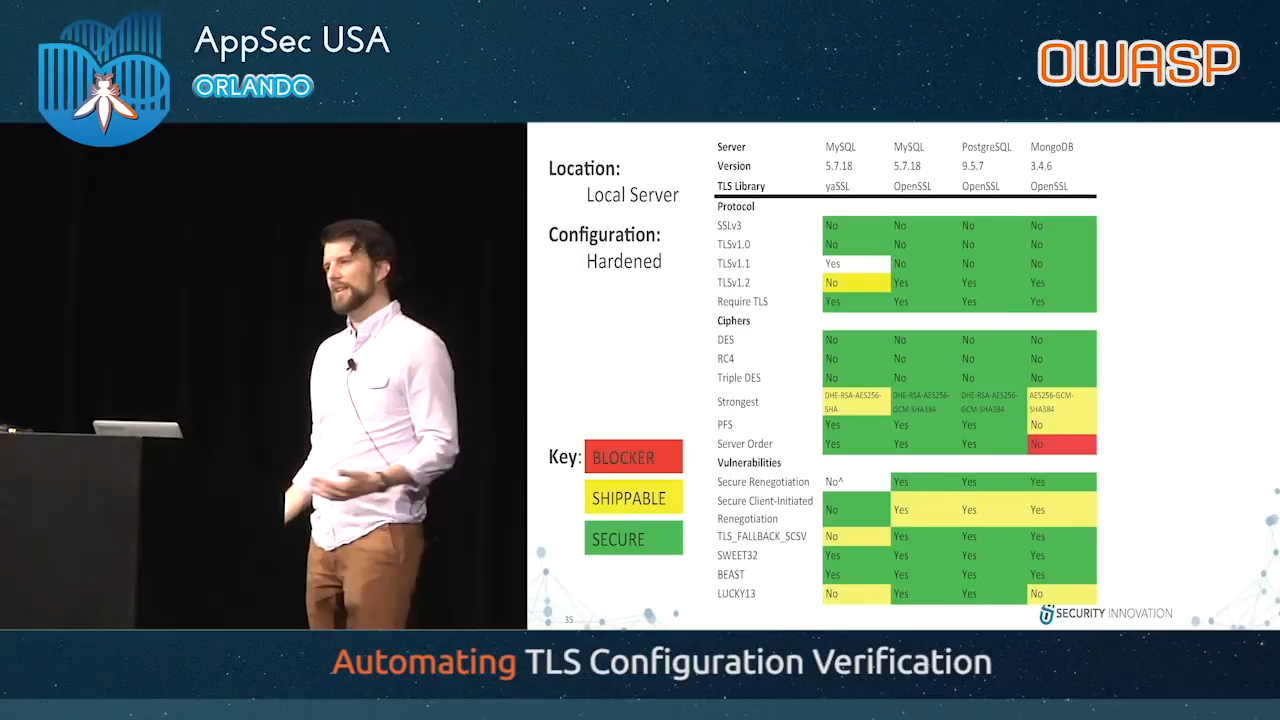 AppSec USA
ORLANDO
OWASP
Location:
Local Server
Configuration:
Hardened
Key: BLOCKER
SHIPPABLE
SECURE
Server MySQL MySQL PostgreSQL MongoDB
Version 5.7.18 5.7.18 9.5.7 3.4.6
TLS Library yaSSL OpenSSL OpenSSL OpenSSL
Protocol
SSLv3 No No No No
TLSv1.0 No No No No
TLSv1.1 Yes No No No
TLSv1.2 No Yes Yes Yes
Require TLS Yes Yes Yes Yes
Ciphers
DES No No No No
RC4 No No No No
Triple DES No No No No
Strongest DHE-RSA-AES256-SHA DHE-RSA-AES256-GCM-SHA384 DHE-RSA-AES256-GCM-SHA384 AES256-GCM-SHA384
PFS Yes Yes Yes No
Server Order Yes Yes Yes No
Vulnerabilities
Secure Renegotiation No^ Yes Yes Yes
Secure Client-Initiated Renegotiation No Yes Yes Yes
TLS_FALLBACK_SCSV No Yes Yes Yes
SWEET32 Yes Yes Yes Yes
BEAST Yes Yes Yes Yes
LUCKY13 No Yes Yes No
35
SECURITY INNOVATION
Automating TLS Configuration Verification